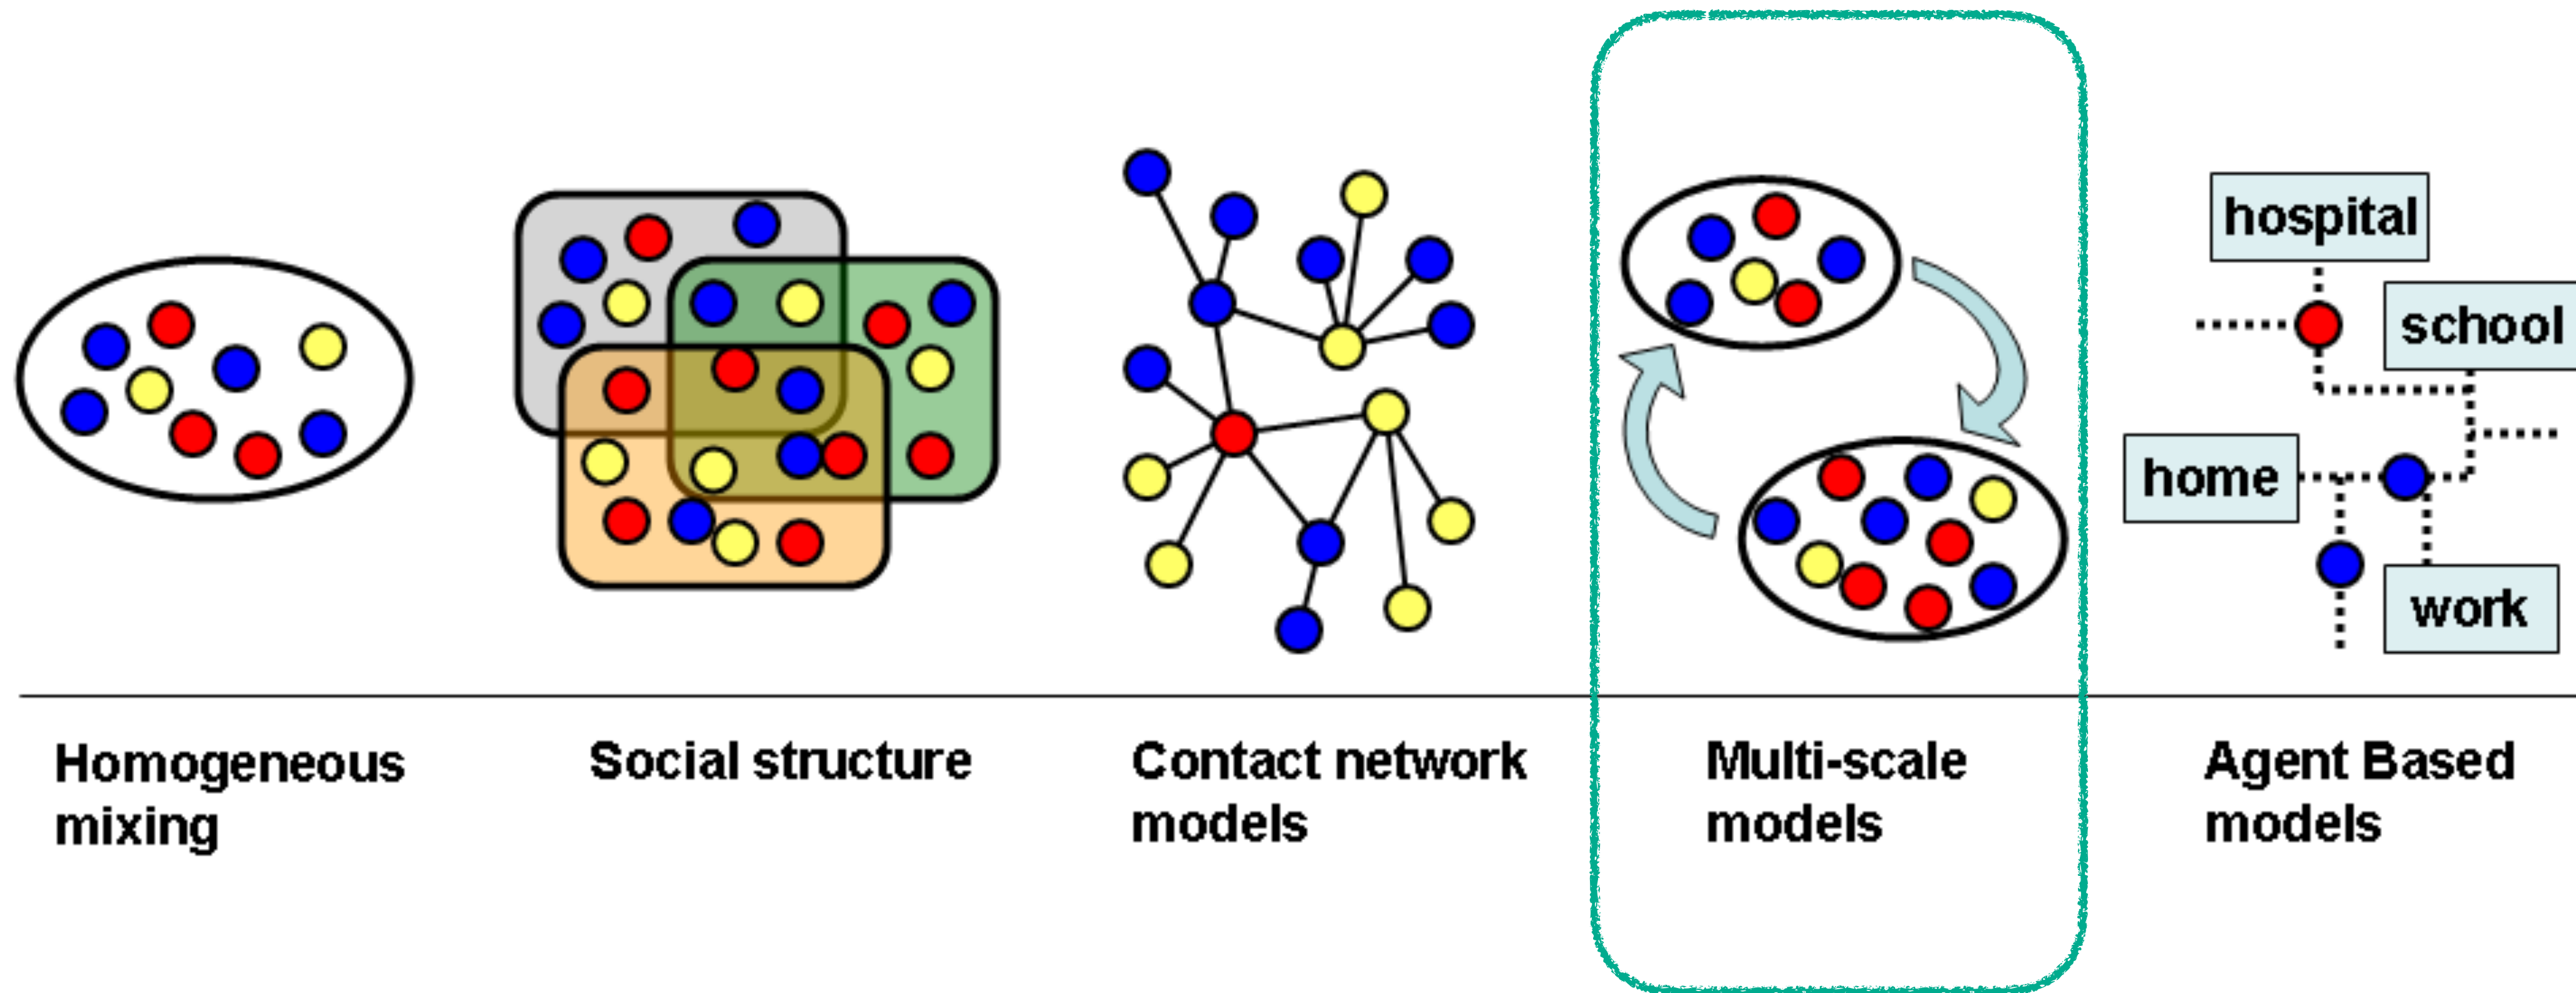 hospital
school
home
work
Homogeneous
mixing
Social structure
Contact network
models
Multi-scale
models
Agent Based
models